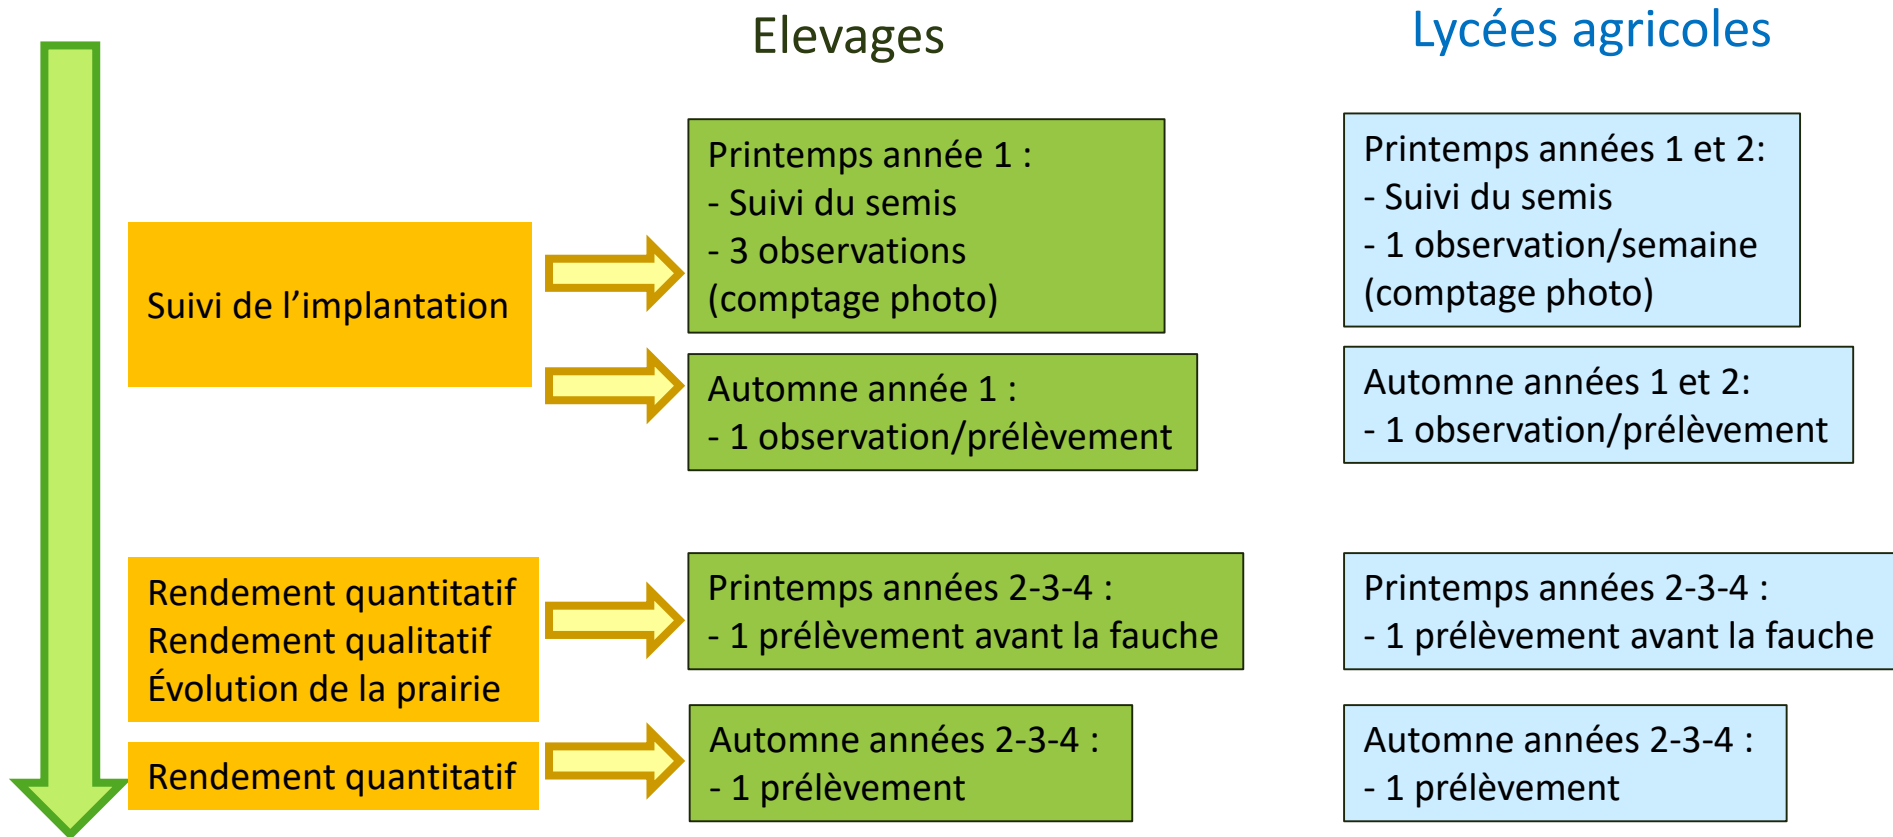 Elevages
Lycées agricoles
Suivi de l’implantation
Printemps année 1 :
- Suivi du semis
- 3 observations
(comptage photo)
Printemps années 1 et 2:
- Suivi du semis
- 1 observation/semaine
(comptage photo)
Automne année 1 :
- 1 observation/prélèvement
Automne années 1 et 2:
- 1 observation/prélèvement
Rendement quantitatif
Rendement qualitatif
Évolution de la prairie
Printemps années 2-3-4 :
- 1 prélèvement avant la fauche
Printemps années 2-3-4 :
- 1 prélèvement avant la fauche
Rendement quantitatif
Automne années 2-3-4 :
- 1 prélèvement
Automne années 2-3-4 :
- 1 prélèvement